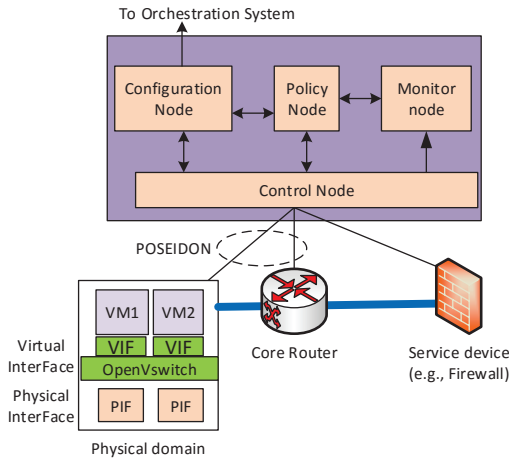 To Orchestration System
Configuration
Node
Policy
Node
Monitor
node
Control Node
POSEIDON
VM1
VM2
VIF
VIF
OpenVswitch
Virtual
InterFace
Physical
InterFace
PIF
PIF
Physical domain
Core Router
Service device
(e.g., Firewall)